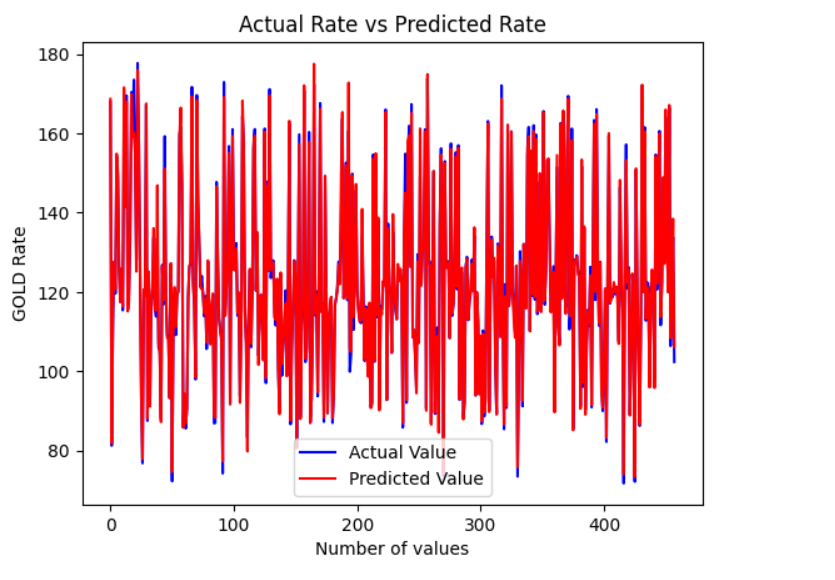 Actual Rate vs Predicted Rate
180
160
140
120
100
80
GOLD Rate
Actual Value
Predicted Value
0 100 200 300 400
Number of values